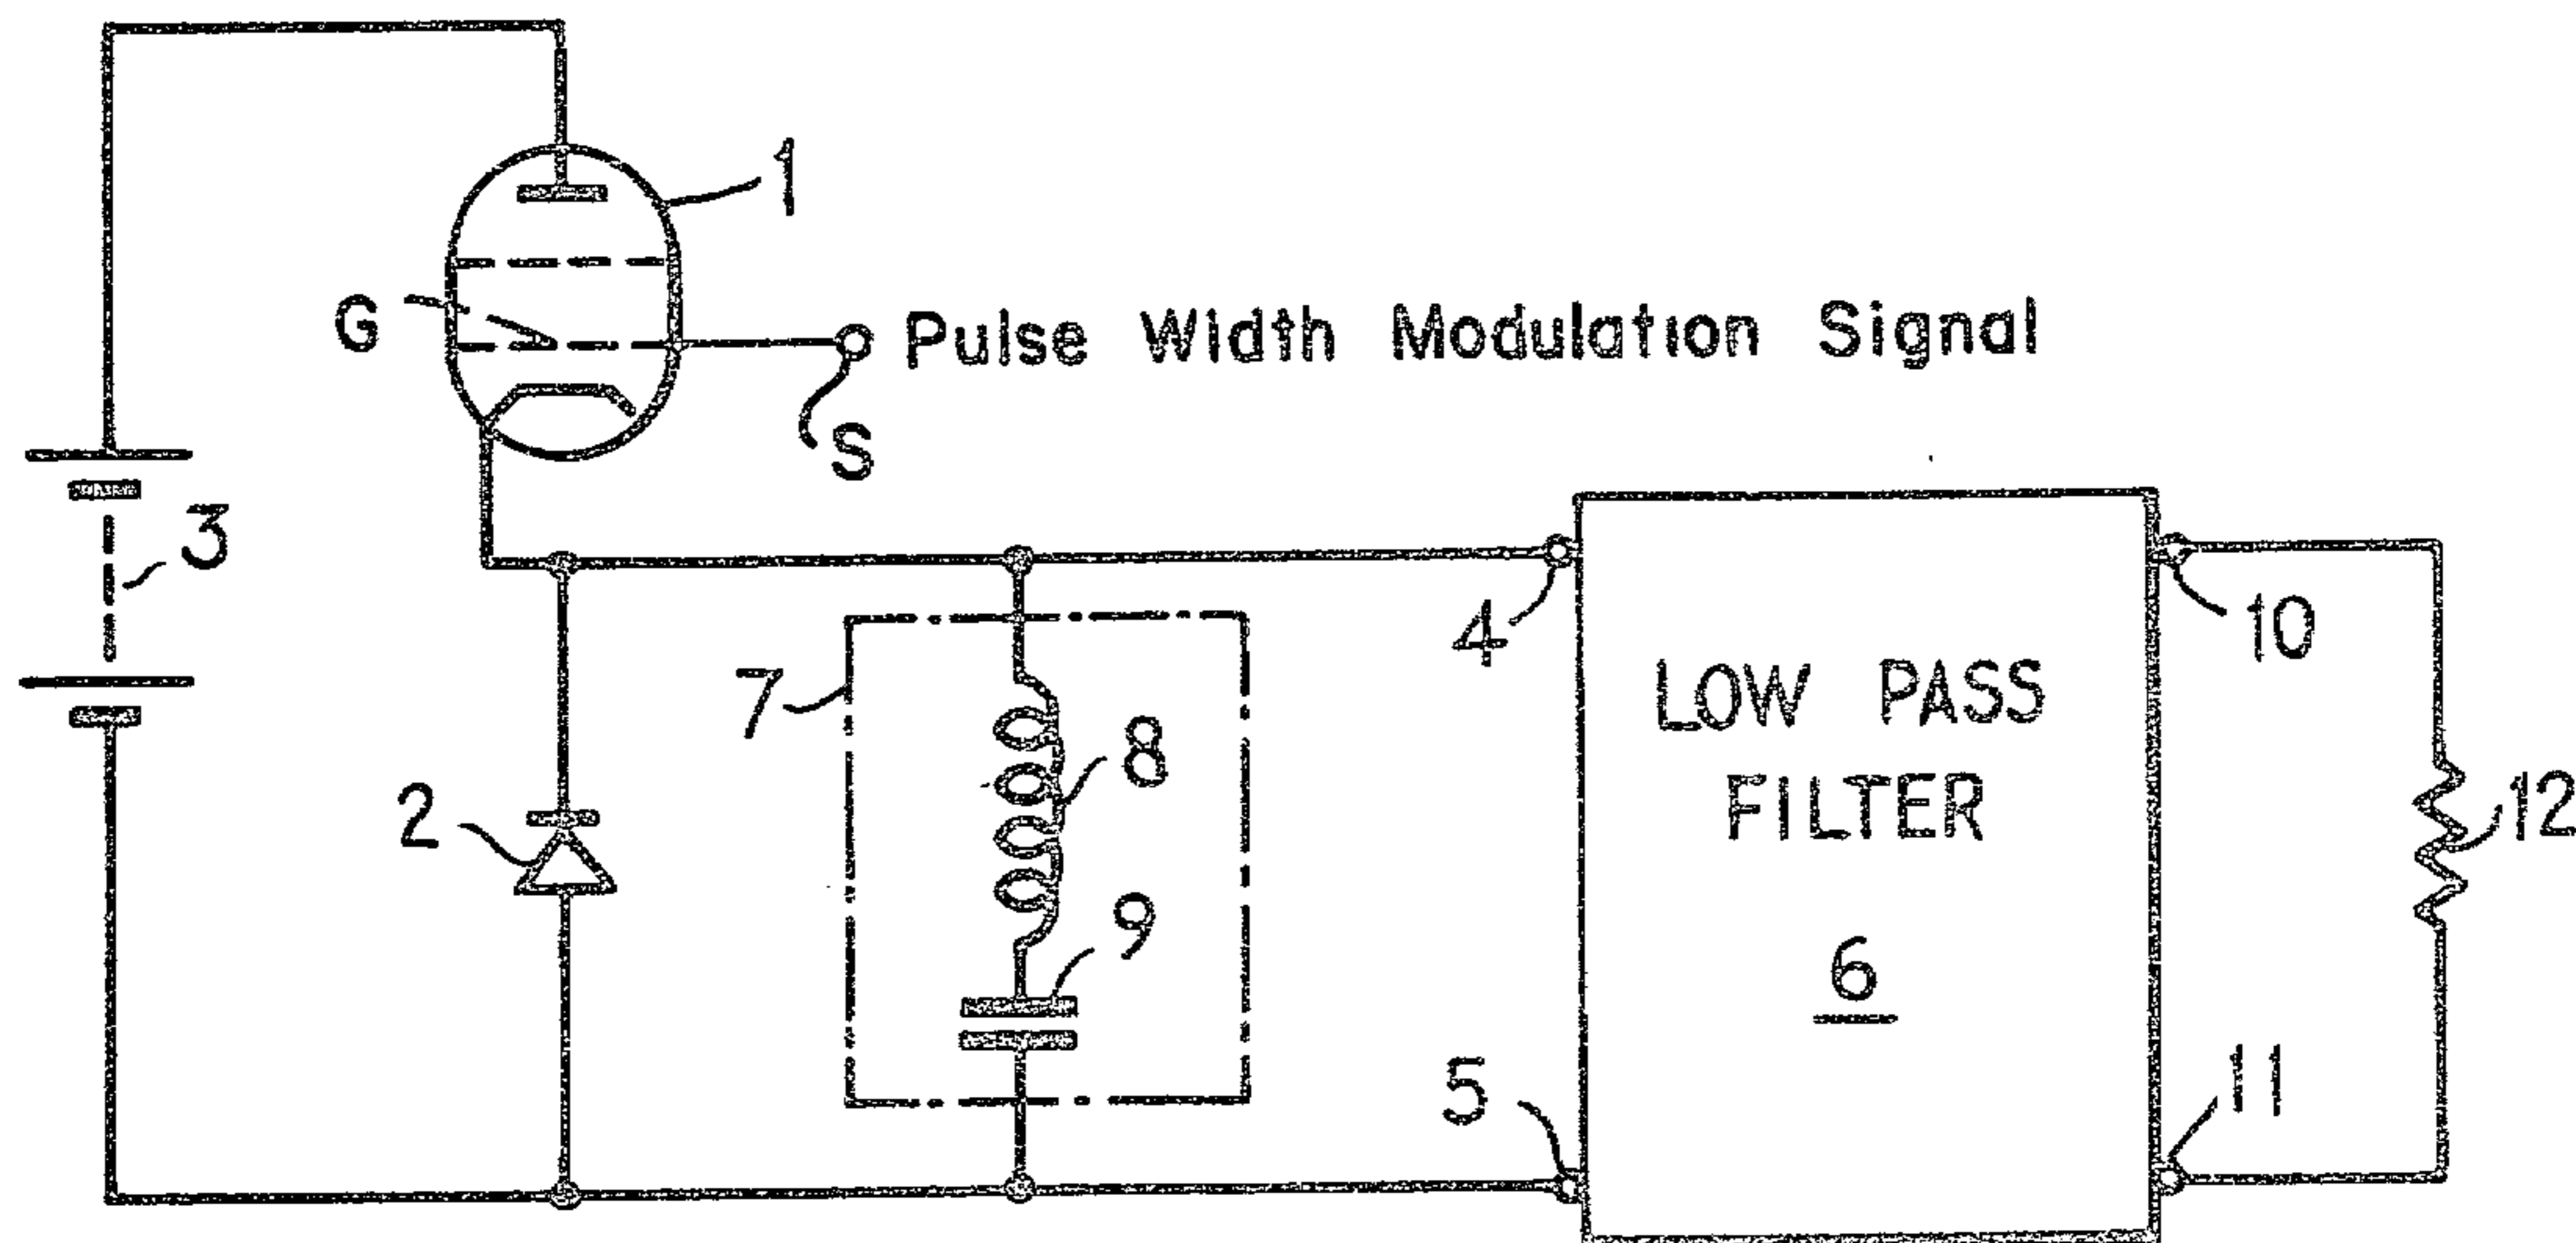 1
G
Pulse Width Modulation Signal
S
3
4
10
7
LOW PASS
8
FILTER
2
12
9
6
5
11